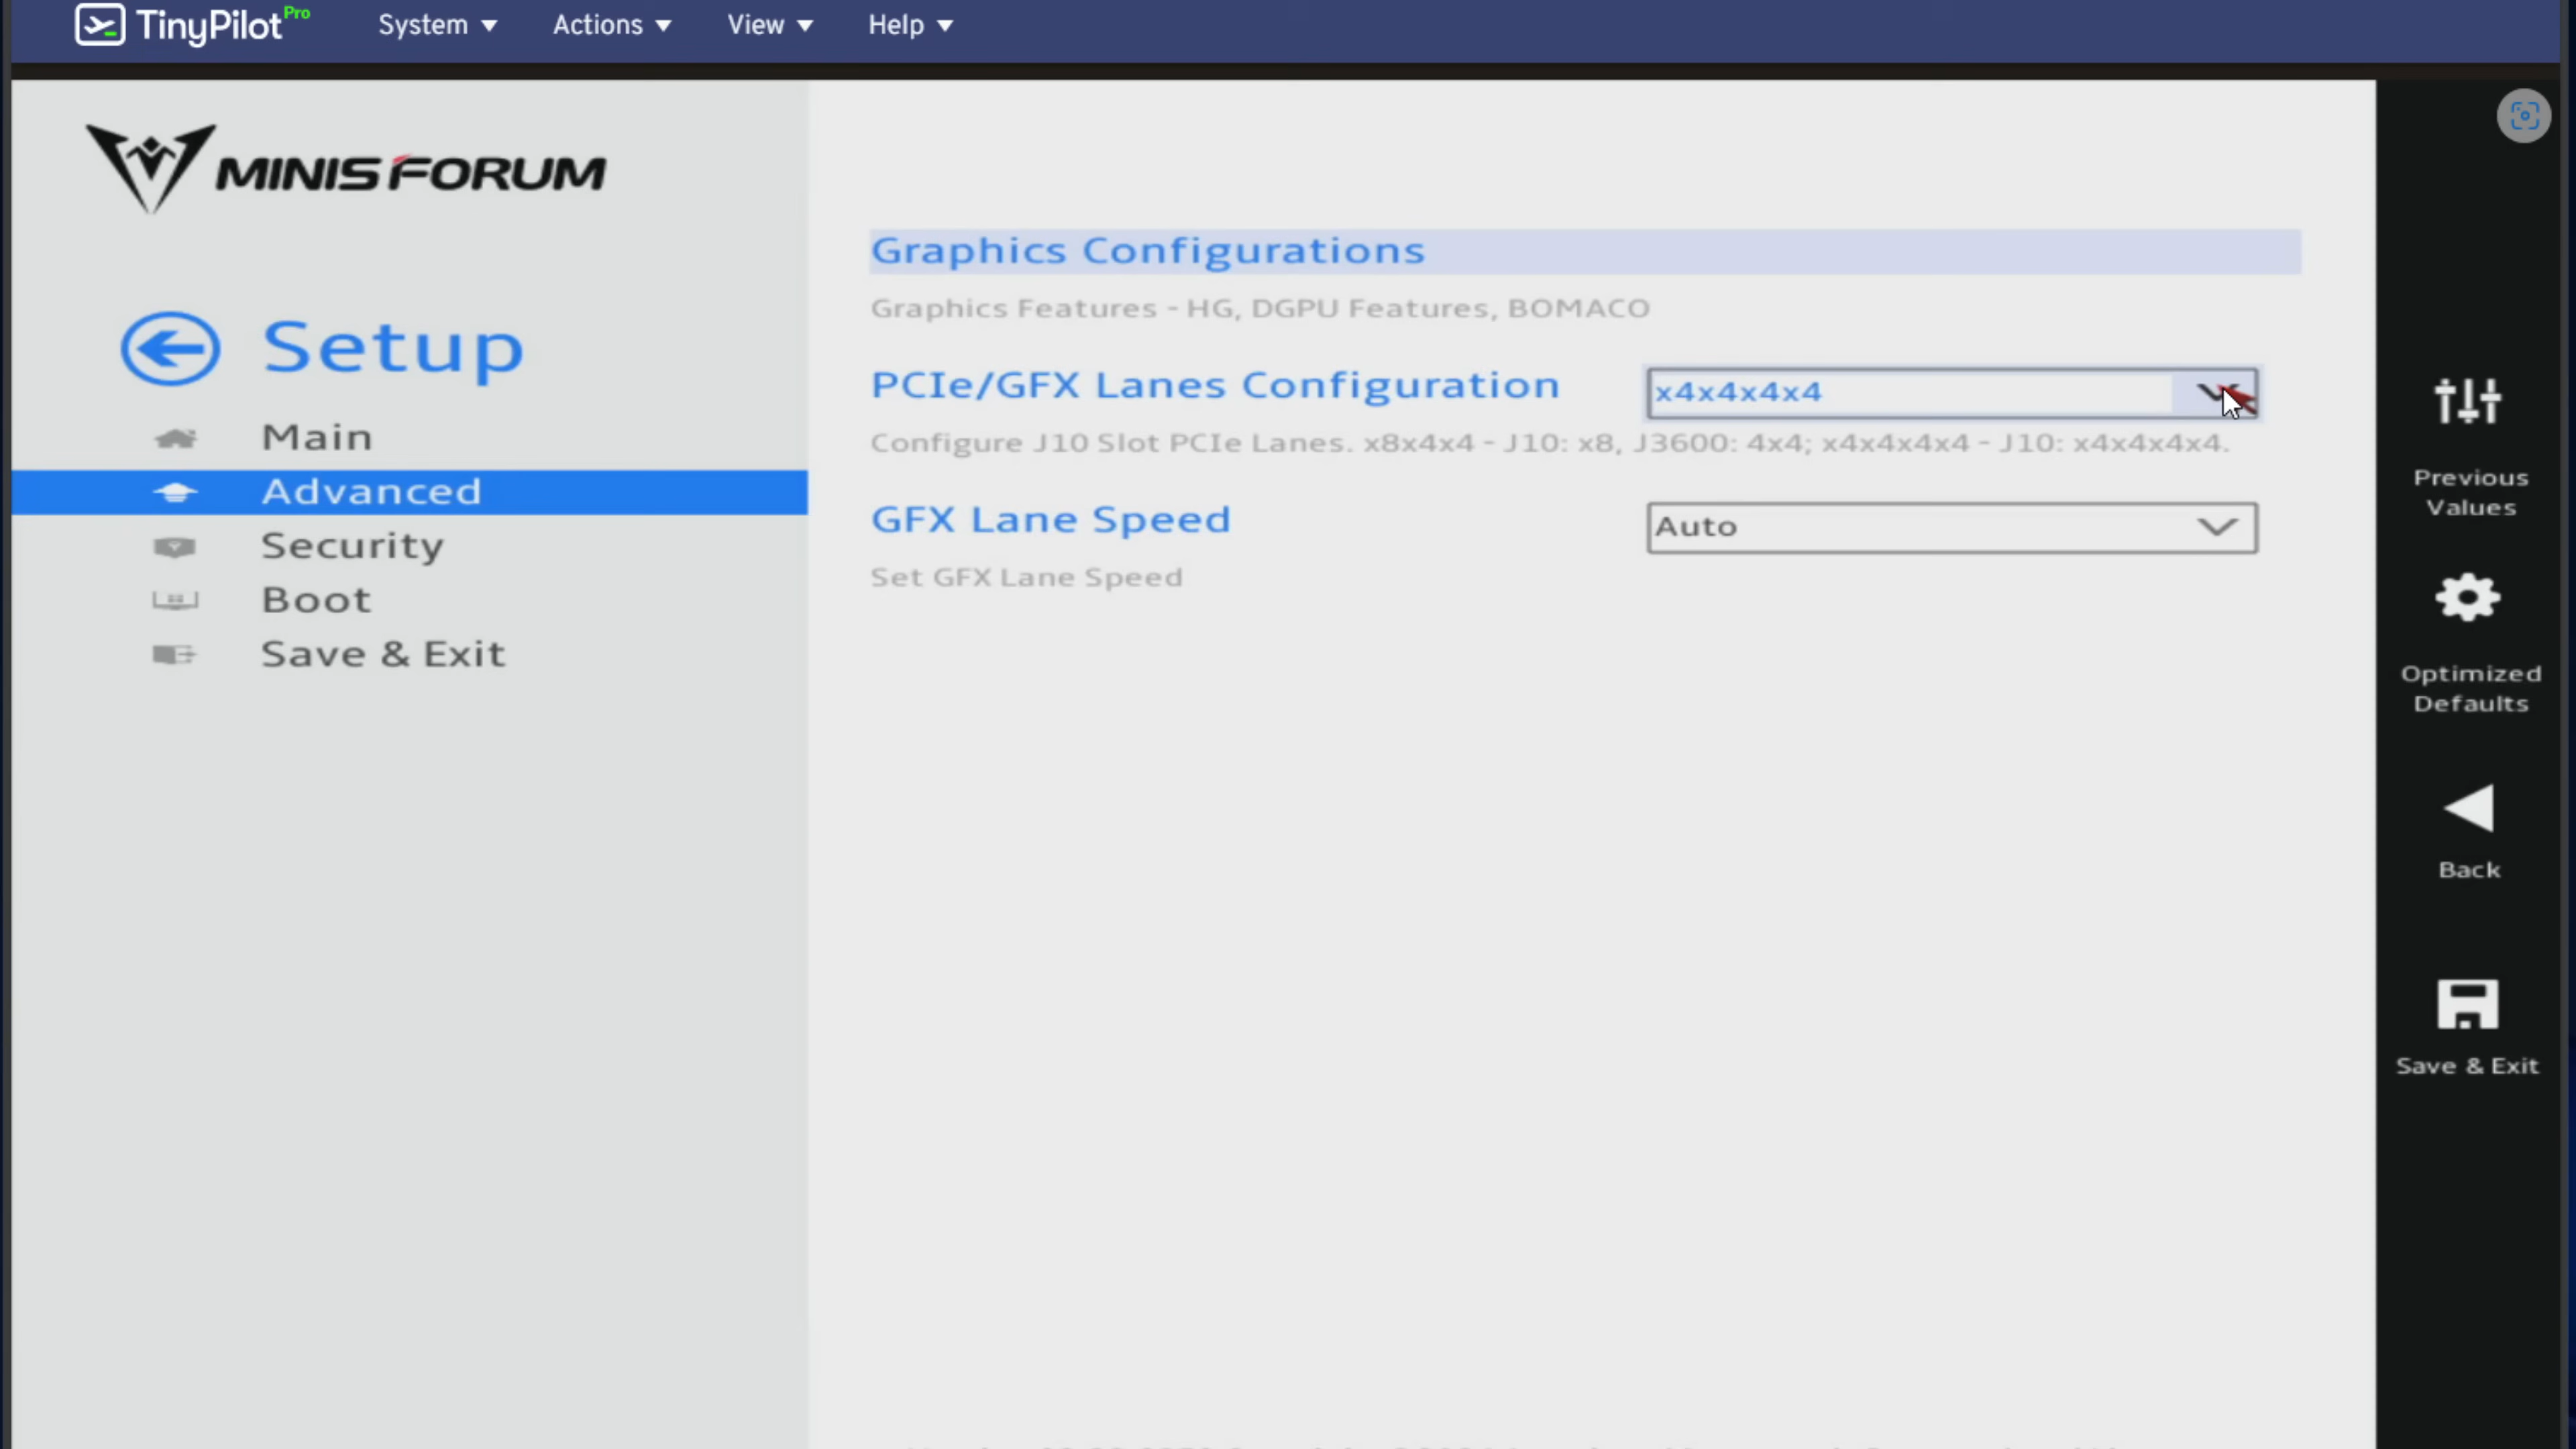 TinyPilot Pro
System
Actions
View
Help
MINISFORUM
Setup
Main
Advanced
Security
Boot
Save & Exit
Graphics Configurations
Graphics Features - HG, DGPU Features, BOMACO
PCIe/GFX Lanes Configuration
x4x4x4x4
Configure J10 Slot PCIe Lanes. x8x4x4 - J10: x8, J3600: 4x4; x4x4x4x4 - J10: x4x4x4x4.
GFX Lane Speed
Auto
Set GFX Lane Speed
Previous
Values
Optimized
Defaults
Back
Save & Exit